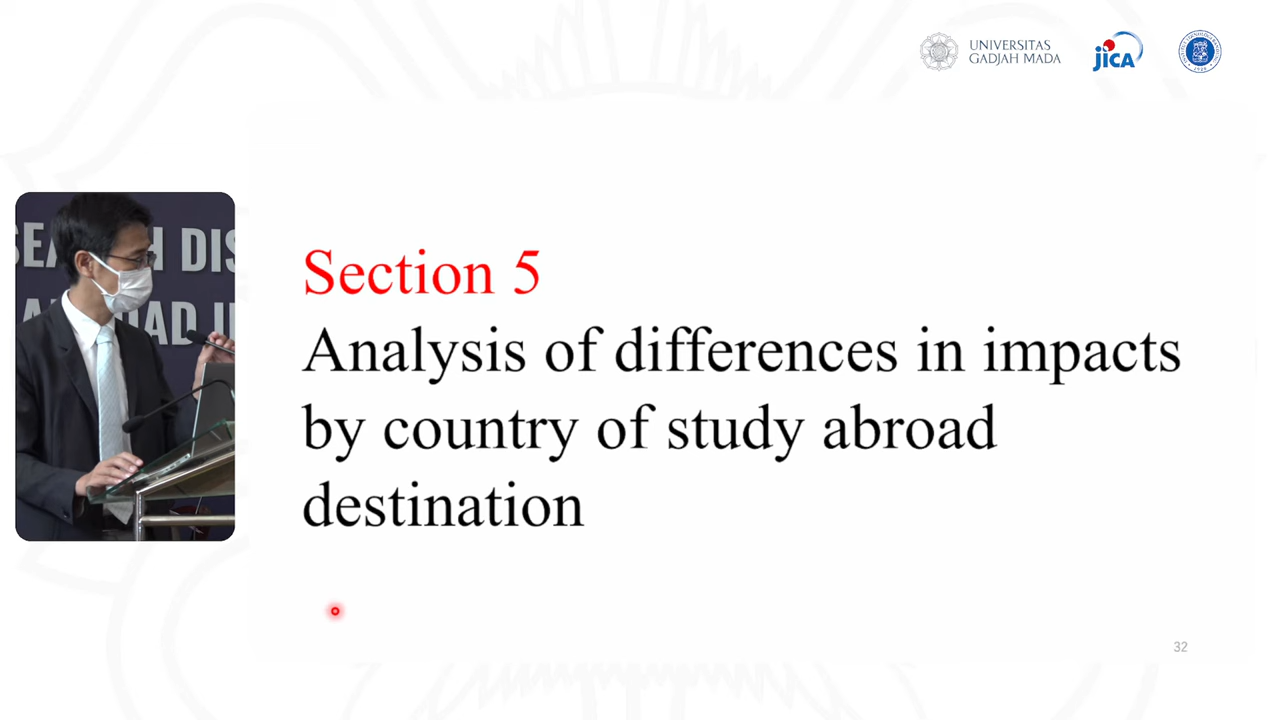 UNIVERSITAS
GADJAH MADA
JICA
Section 5
Analysis of differences in impacts
by country of study abroad
destination
32